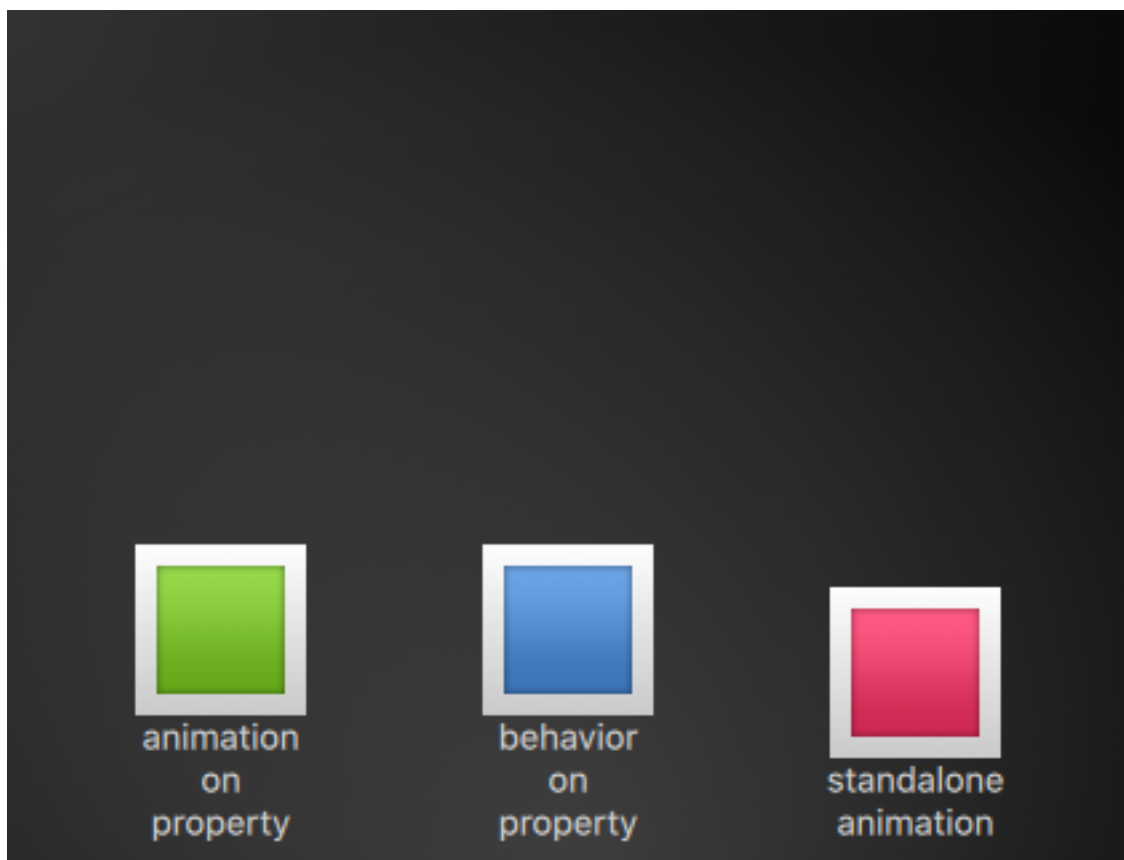 animation
on
property
behavior
on
property
standalone
animation